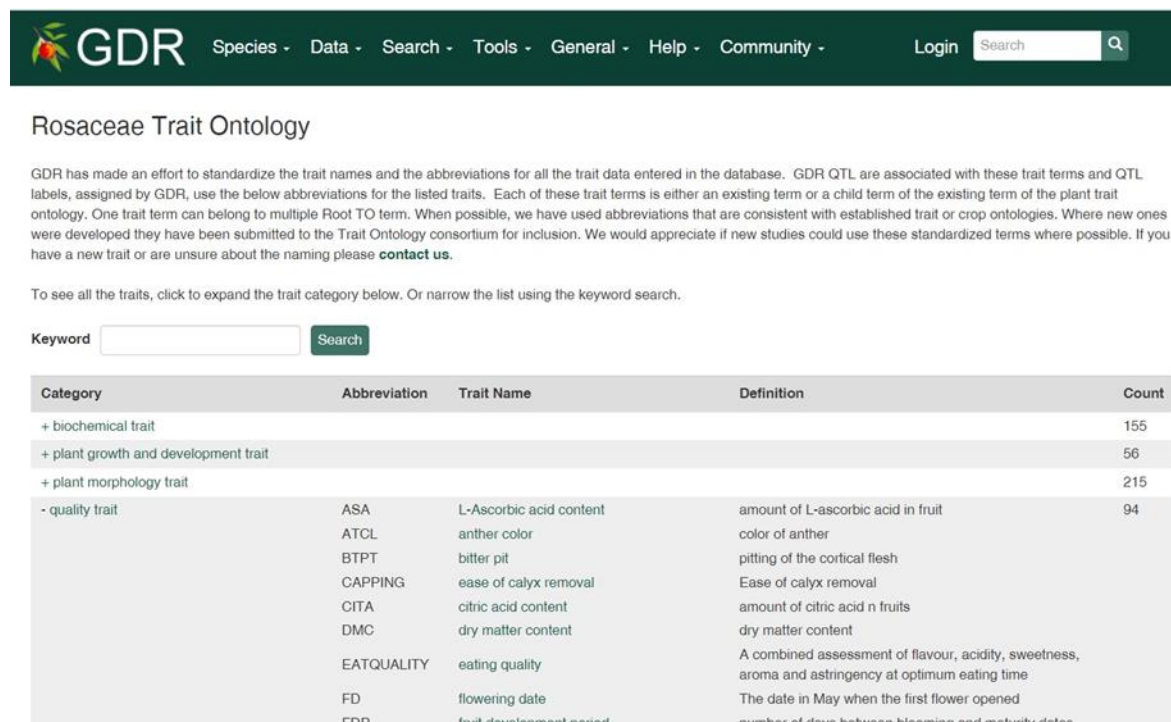 GDR Species Data Search Tools General Help Community Login Search
Rosaceae Trait Ontology
GDR has made an effort to standardize the trait names and the abbreviations for all the trait data entered in the database. GDR QTL are associated with these trait terms and QTL
labels, assigned by GDR, use the below abbreviations for the listed traits. Each of these trait terms is either an existing term or a child term of the existing term of the plant trait
ontology. One trait term can belong to multiple Root TO term. When possible, we have used abbreviations that are consistent with established trait or crop ontologies. Where new ones
were developed they have been submitted to the Trait Ontology consortium for inclusion. We would appreciate if new studies could use these standardized terms where possible. If you
have a new trait or are unsure about the naming please contact us.
To see all the traits, click to expand the trait category below. Or narrow the list using the keyword search.
Keyword Search
Category Abbreviation Trait Name Definition Count
+ biochemical trait 155
+ plant growth and development trait 56
+ plant morphology trait 215
- quality trait ASA L-Ascorbic acid content amount of L-ascorbic acid in fruit 94
ATCL anther color color of anther
BTPT bitter pit pitting of the cortical flesh
CAPPING ease of calyx removal Ease of calyx removal
CITA citric acid content amount of citric acid n fruits
DMC dry matter content dry matter content
EATQUALITY eating quality A combined assessment of flavour, acidity, sweetness,
aroma and astringency at optimum eating time
FD flowering date The date in May when the first flower opened
fruit development period number of days between blooming and maturity dates